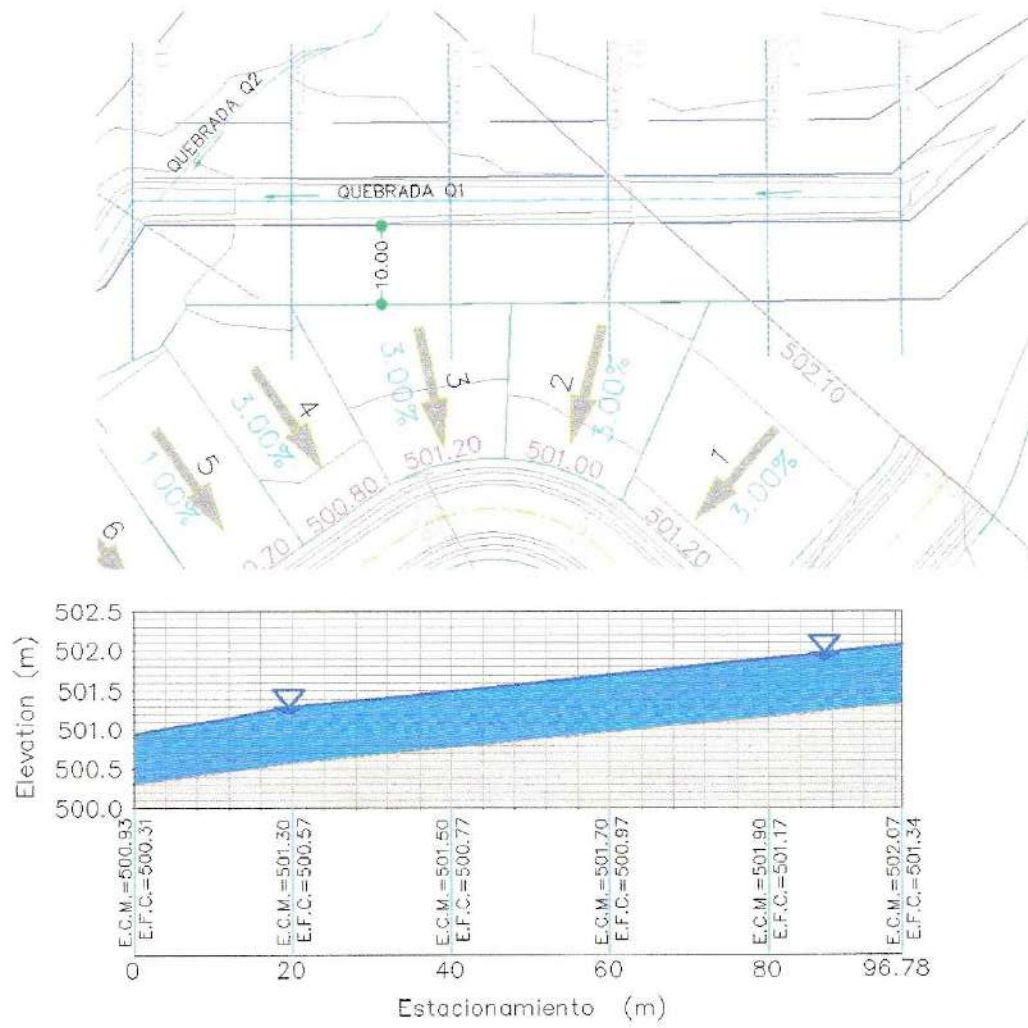 QUEBRADA Q2
QUEBRADA Q1
10.00
502.10
3.00%
3
2
3.00%
4
3.00%
5
1.00%
6
1
3.00%
501.20
501.00
500.80
501.20
502.5
502.0
501.5
501.0
500.5
500.0
Elevation (m)
E.C.M.=500.93
E.F.C.=500.31
E.C.M.=501.30
E.F.C.=500.57
E.C.M.=501.50
E.F.C.=500.77
E.C.M.=501.70
E.F.C.=500.97
E.C.M.=501.90
E.F.C.=501.17
E.C.M.=502.07
E.F.C.=501.34
0 20 40 60 80 96.78
Estacionamiento (m)